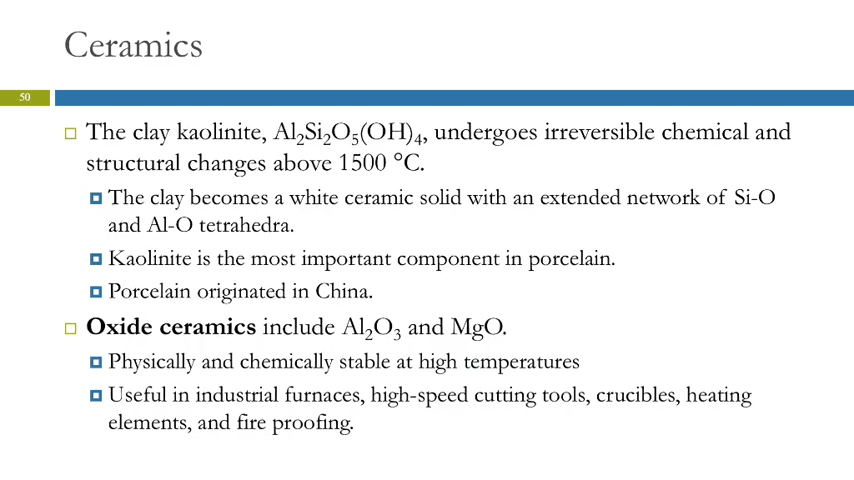 Ceramics
50
The clay kaolinite, Al₂Si₂O₅(OH)₄, undergoes irreversible chemical and
structural changes above 1500 °C.
The clay becomes a white ceramic solid with an extended network of Si-O
and Al-O tetrahedra.
Kaolinite is the most important component in porcelain.
Porcelain originated in China.
Oxide ceramics include Al₂O₃ and MgO.
Physically and chemically stable at high temperatures
Useful in industrial furnaces, high-speed cutting tools, crucibles, heating
elements, and fire proofing.